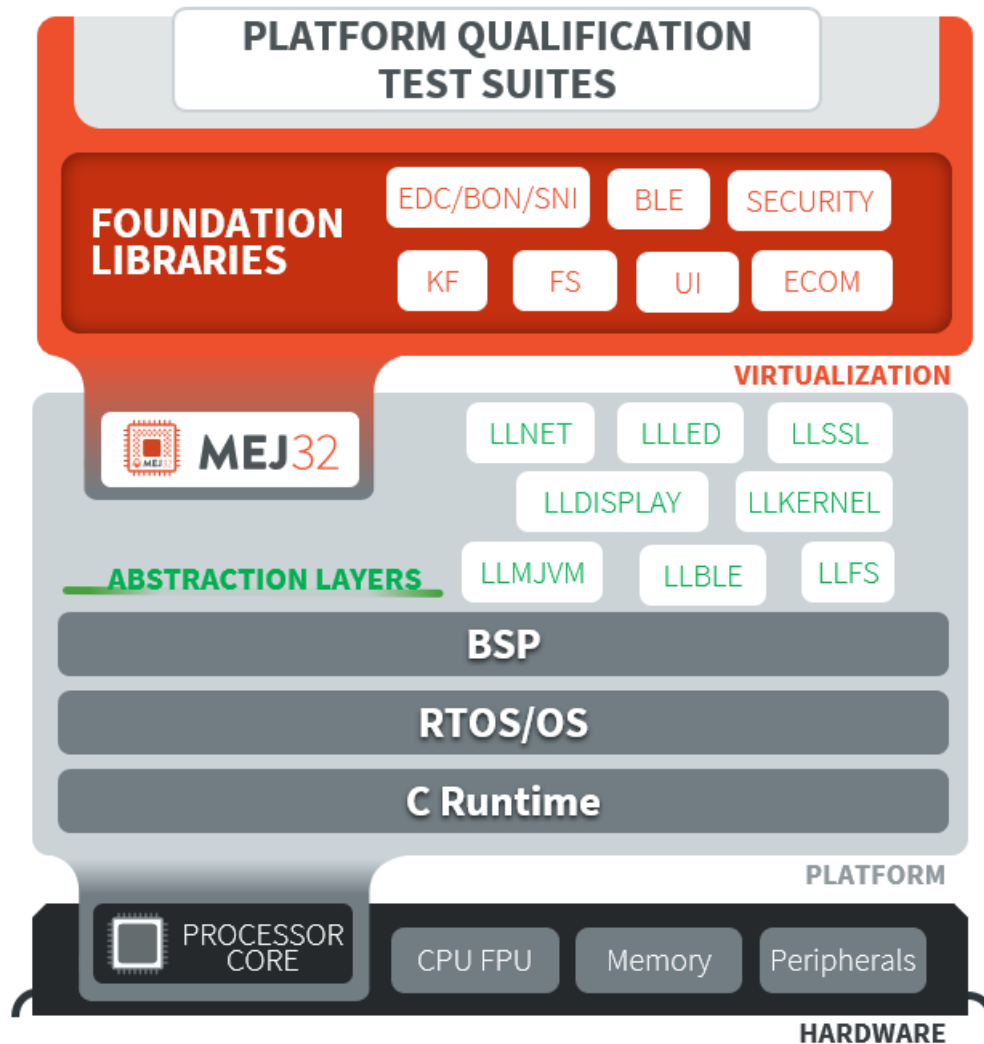 PLATFORM QUALIFICATION
TEST SUITES
FOUNDATION
LIBRARIES
EDC/BON/SNI
BLE
SECURITY
KF
FS
UI
ECOM
VIRTUALIZATION
MEJ32
MEJ32
LLNET
LLLED
LLSSL
LLDISPLAY
LLKERNEL
ABSTRACTION LAYERS
LLMJVM
LLBLE
LLFS
BSP
RTOS/OS
C Runtime
PLATFORM
PROCESSOR
CORE
CPU FPU
Memory
Peripherals
HARDWARE